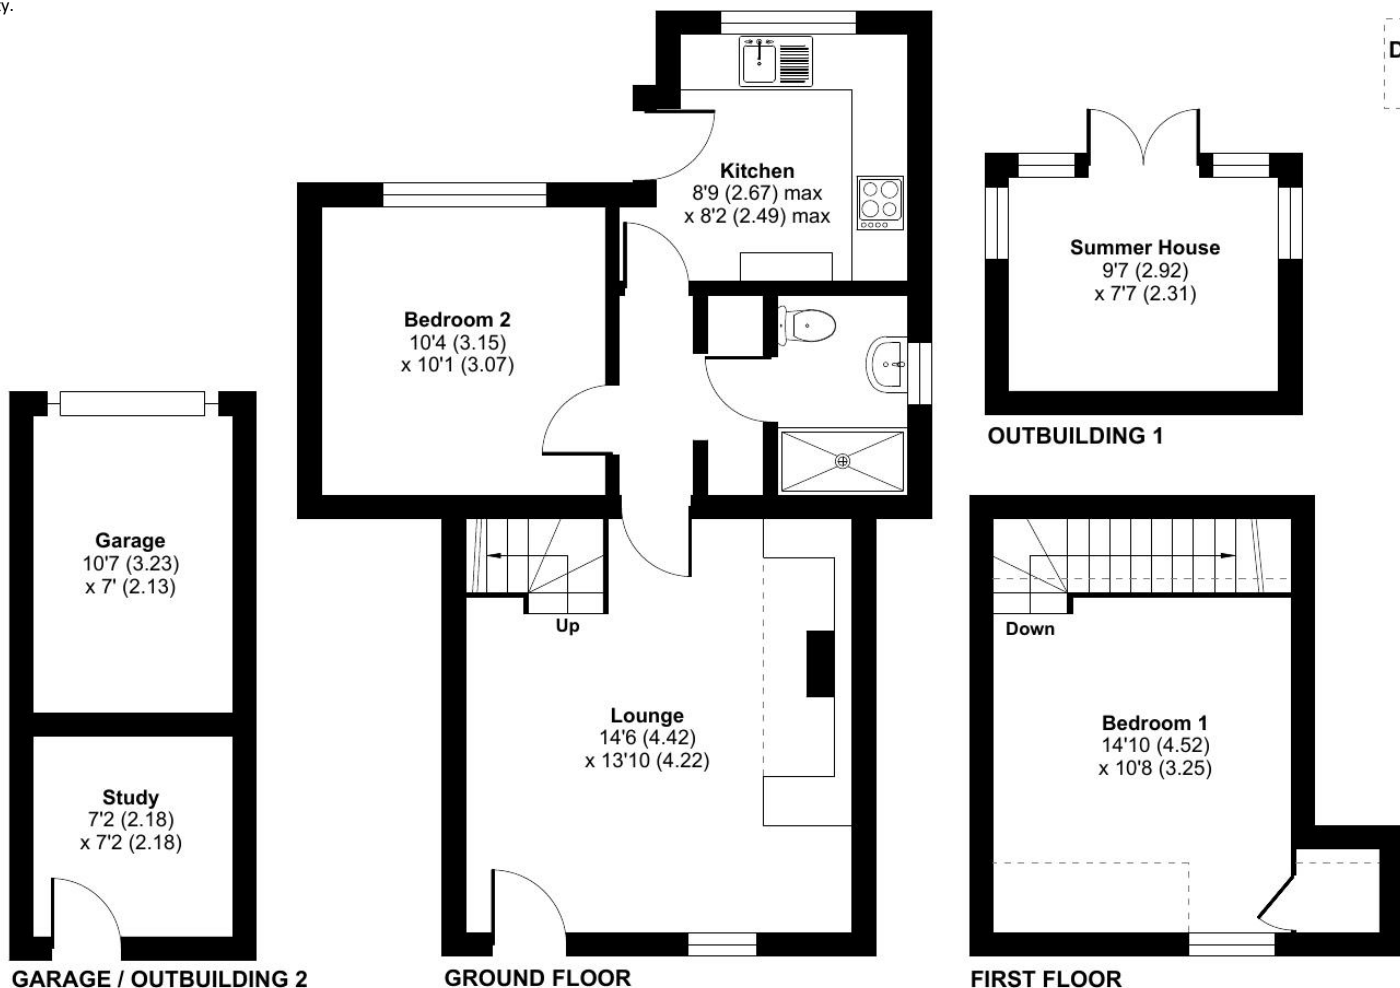 y.
D
Kitchen
8'9 (2.67) max
x 8'2 (2.49) max
Summer House
9'7 (2.92)
x 7'7 (2.31)
Bedroom 2
10'4 (3.15)
x 10'1 (3.07)
OUTBUILDING 1
Garage
10'7 (3.23)
x 7' (2.13)
Up
Down
Lounge
14'6 (4.42)
x 13'10 (4.22)
Bedroom 1
14'10 (4.52)
x 10'8 (3.25)
Study
7'2 (2.18)
x 7'2 (2.18)
GARAGE / OUTBUILDING 2
GROUND FLOOR
FIRST FLOOR